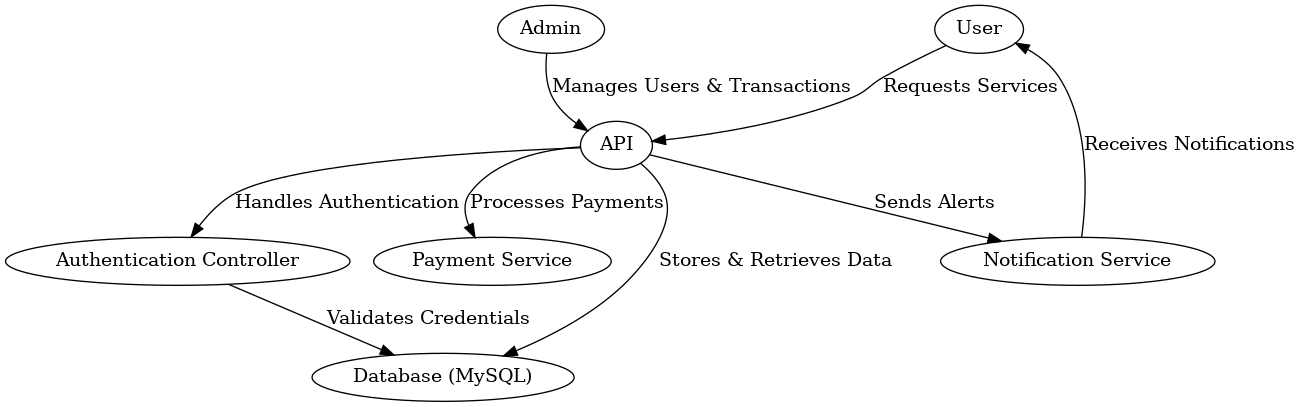 Admin
User
Manages Users & Transactions
Requests Services
API
Receives Notifications
Handles Authentication
Processes Payments
Sends Alerts
Authentication Controller
Payment Service
Stores & Retrieves Data
Notification Service
Validates Credentials
Database (MySQL)